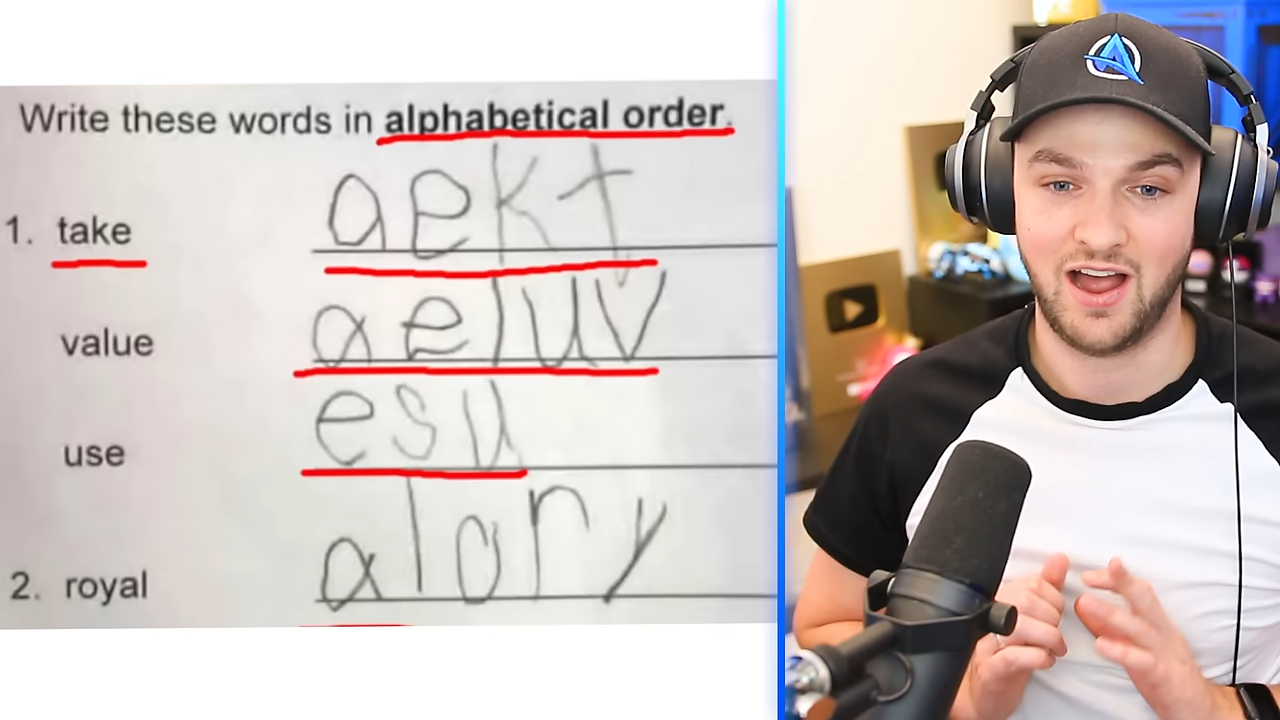 Write these words in alphabetical order.
1. take aekt
value aeluv
use esu
2. royal alory